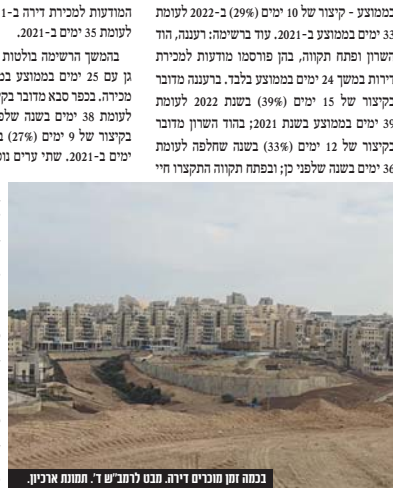 בממוצע - קיצור של 10 ימים (29%) ב-2022 לעומת
33 ימים בממוצע ב-2021. עוד ברשימה: רעננה, הוד
השרון ופתח תקווה, בהן פורסמו מודעות למכירת
דירות במשך 24 ימים בממוצע בלבד. ברעננה מדובר
בקיצור של 15 ימים (39%) בשנת 2022 לעומת
39 ימים בממוצע בשנת 2021; בהוד השרון מדובר
בקיצור של 12 ימים (33%) בשנה שחלפה לעומת
36 ימים בשנה שלפני כן; ובפתח תקווה התקצרו חיי
המודעות למכירת דירה ב-1
לעומת 35 ימים ב-2021.
בהמשך הרשימה בולטות
גן עם 25 ימים בממוצע
מכירה. בכפר סבא מדובר
לעומת 38 ימים בשנה
בקיצור של 9 ימים (27%)
ימים ב-2021. שתי ערים
בכמה זמן מוכרים דירה. מבט לרמב"ש ד'. תמונת ארכיון.